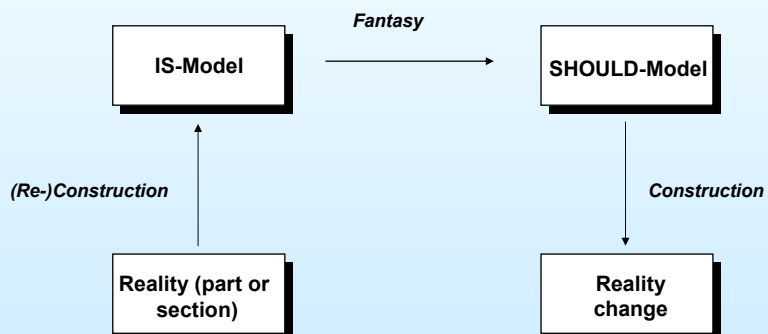 Fantasy
IS-Model
SHOULD-Model
(Re-)Construction
Construction
Reality (part or
section)
Reality
change